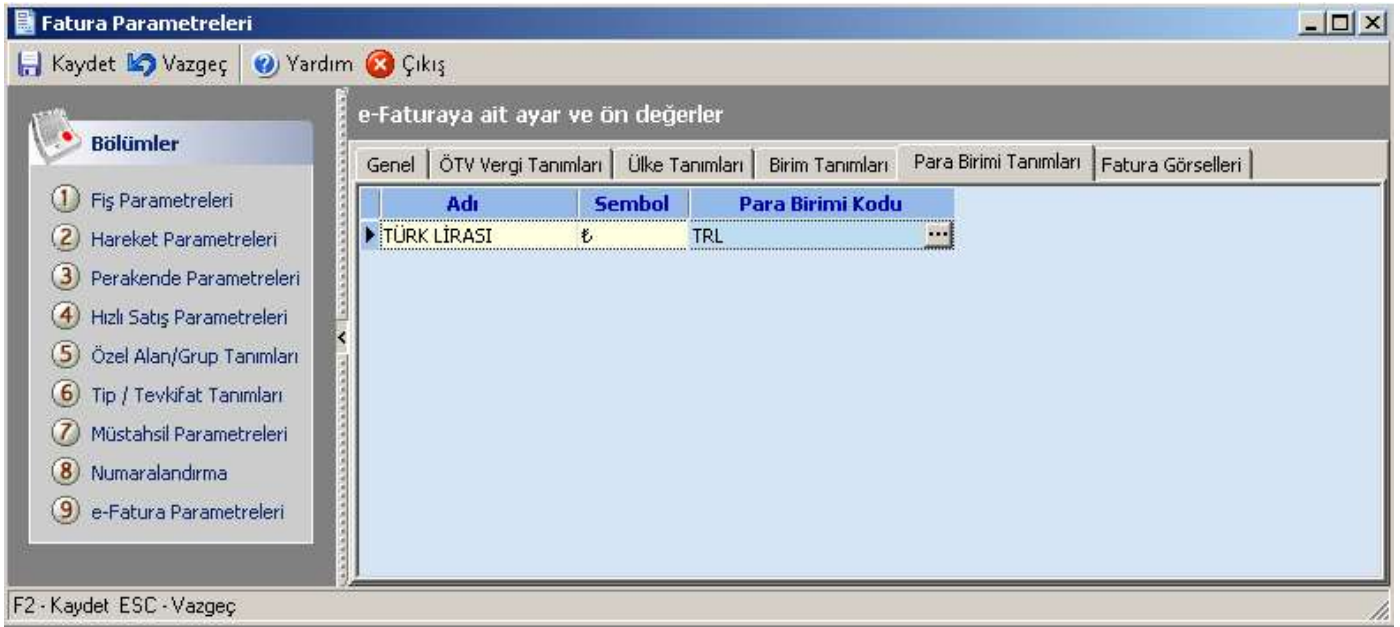 Fatura Parametreleri
Kaydet Vazgeç Yardım Çıkış
Bölümler
1 Fiş Parametreleri
2 Hareket Parametreleri
3 Perakende Parametreleri
4 Hızlı Satış Parametreleri
5 Özel Alan/Grup Tanımları
6 Tip / Tevkifat Tanımları
7 Müstahsil Parametreleri
8 Numaralandırma
9 e-Fatura Parametreleri
e-Faturaya ait ayar ve ön değerler
Genel ÖTV Vergi Tanımları Ülke Tanımları Birim Tanımları Para Birimi Tanımları Fatura Görselleri
Adı Sembol Para Birimi Kodu
TÜRK LİRASI ₺ TRL ...
F2 - Kaydet ESC - Vazgeç